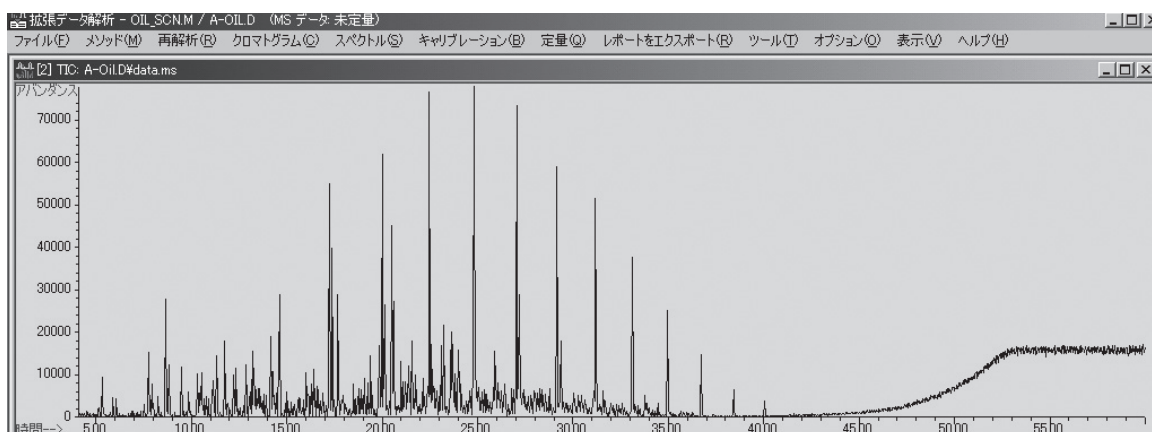 拡張データ解析 - OIL_SCN.M / A-OIL.D (MS データ: 未定量)
ファイル(F) メソッド(M) 再解析(R) クロマトグラム(C) スペクトル(S) キャリブレーション(B) 定量(Q) レポートをエクスポート(R) ツール(T) オプション(O) 表示(V) ヘルプ(H)
[2] TIC: A-Oil.D¥data.ms
アバンダンス
70000
60000
50000
40000
30000
20000
10000
0
時間--> 5.00 10.00 15.00 20.00 25.00 30.00 35.00 40.00 45.00 50.00 55.00